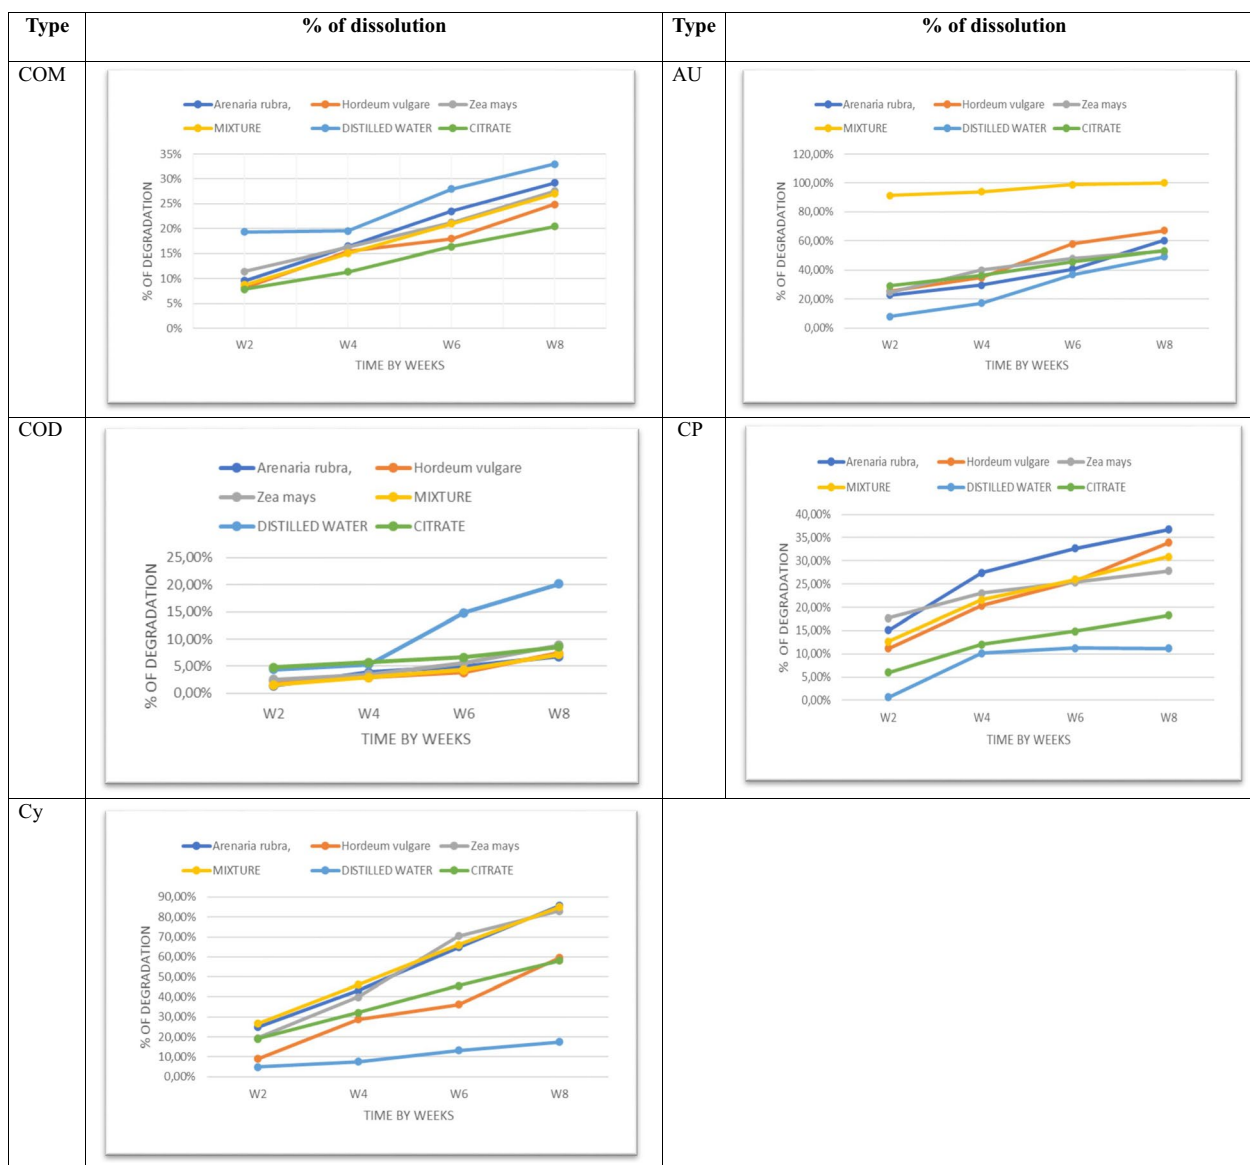 Type % of dissolution Type % of dissolution
COM
Arenaria rubra, Hordeum vulgare Zea mays
MIXTURE DISTILLED WATER CITRATE
% OF DEGRADATION
35%
30%
25%
20%
15%
10%
5%
0%
W2 W4 W6 W8
TIME BY WEEKS
AU
Arenaria rubra, Hordeum vulgare Zea mays
MIXTURE DISTILLED WATER CITRATE
% OF DEGRADATION
120,00%
100,00%
80,00%
60,00%
40,00%
20,00%
0,00%
W2 W4 W6 W8
TIME BY WEEKS
COD
Arenaria rubra, Hordeum vulgare
Zea mays MIXTURE
DISTILLED WATER CITRATE
% OF DEGRADATION
25,00%
20,00%
15,00%
10,00%
5,00%
0,00%
W2 W4 W6 W8
TIME BY WEEKS
CP
Arenaria rubra, Hordeum vulgare Zea mays
MIXTURE DISTILLED WATER CITRATE
% OF DEGRADATION
40,00%
35,00%
30,00%
25,00%
20,00%
15,00%
10,00%
5,00%
0,00%
W2 W4 W6 W8
TIME BY WEEKS
Cy
Arenaria rubra, Hordeum vulgare Zea mays
MIXTURE DISTILLED WATER CITRATE
% OF DEGRADATION
90,00%
80,00%
70,00%
60,00%
50,00%
40,00%
30,00%
20,00%
10,00%
0,00%
W2 W4 W6 W8
TIME BY WEEKS